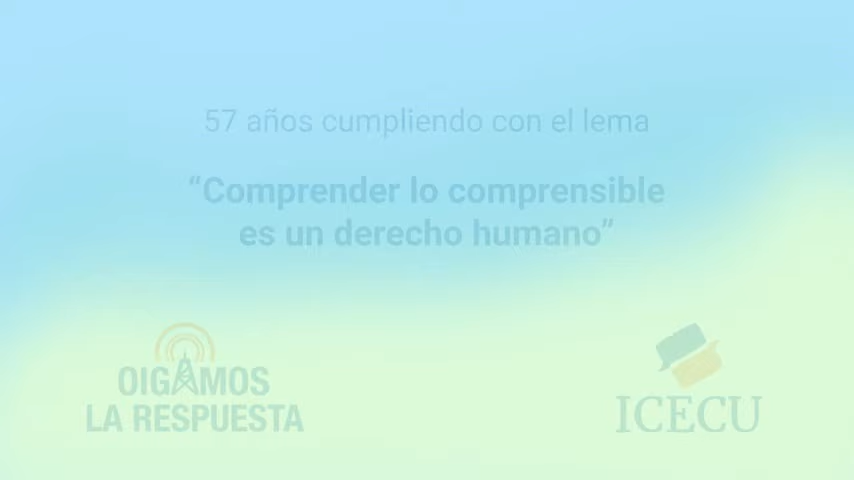 57 años cumpliendo con el lema
“Comprender lo comprensible
es un derecho humano”
OIGAMOS
LA RESPUESTA
ICECU